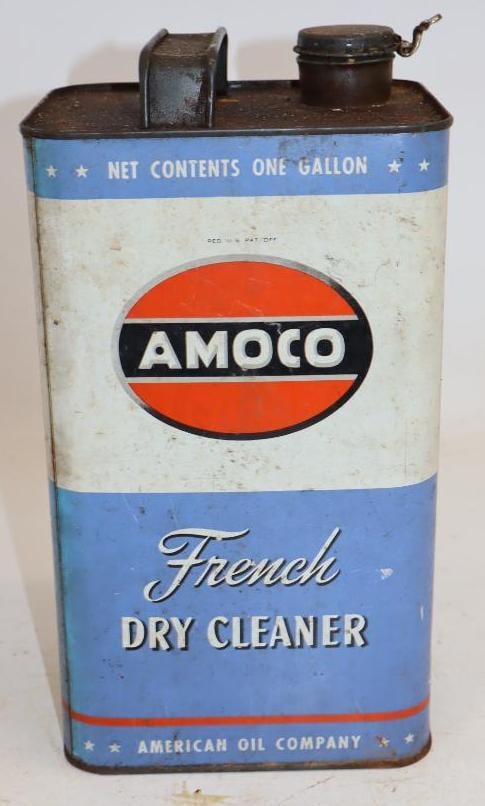 NET CONTENTS ONE GALLON
REG. U.S. PAT. OFF.
AMOCO
French
DRY CLEANER
AMERICAN OIL COMPANY